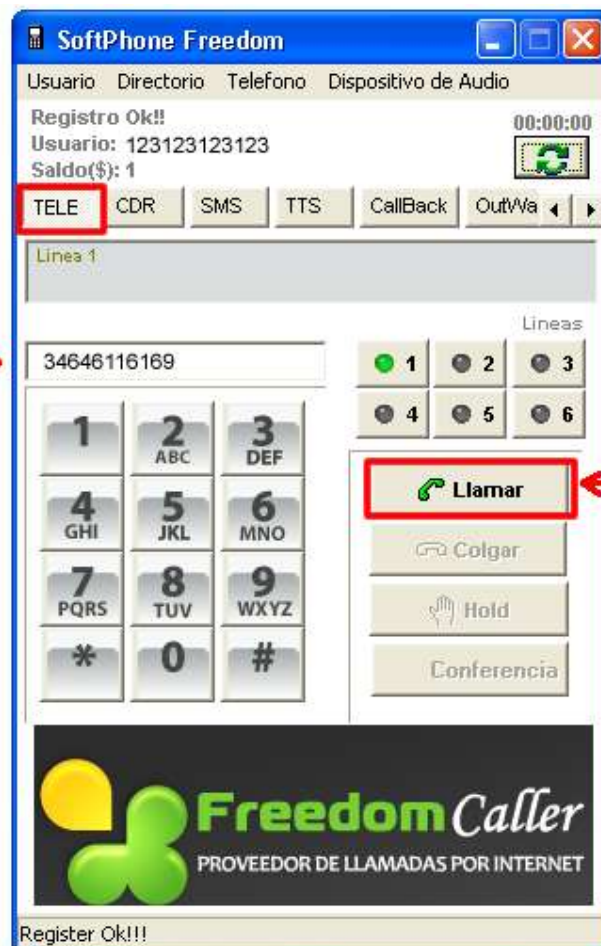 SoftPhone Freedom
Usuario Directorio Telefono Dispositivo de Audio
Registro Ok!! 00:00:00
Usuario: 123123123123
Saldo($): 1
TELE CDR SMS TTS CallBack OutWa
Linea 1
Lineas
34646116169
1 2 3
4 5 6
1 2 ABC 3 DEF
4 GHI 5 JKL 6 MNO
7 PQRS 8 TUV 9 WXYZ
* 0 #
Llamar
Colgar
Hold
Conferencia
Freedom Caller
PROVEEDOR DE LLAMADAS POR INTERNET
Register Ok!!!